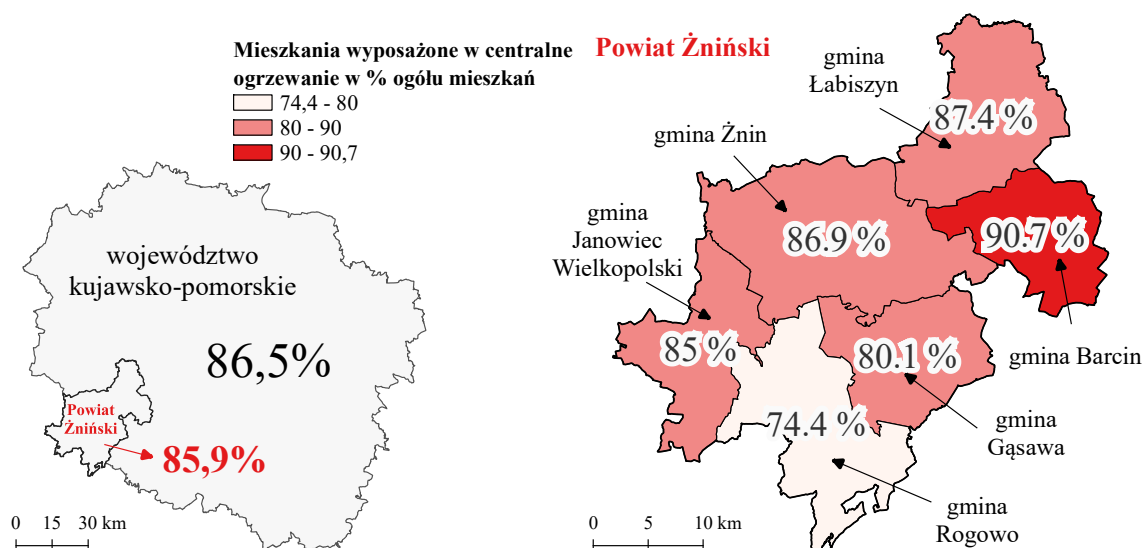 Mieszkania wyposażone w centralne
ogrzewanie w % ogółu mieszkań
74,4 - 80
80 - 90
90 - 90,7
województwo
kujawsko-pomorskie
86,5%
Powiat
Żniński
85,9%
0 15 30 km
Powiat Żniński
gmina
Łabiszyn
87.4 %
gmina Żnin
86.9 %
gmina
Janowiec
Wielkopolski
85 %
90.7 %
gmina Barcin
80.1 %
gmina
Gąsawa
74.4 %
gmina
Rogowo
0 5 10 km